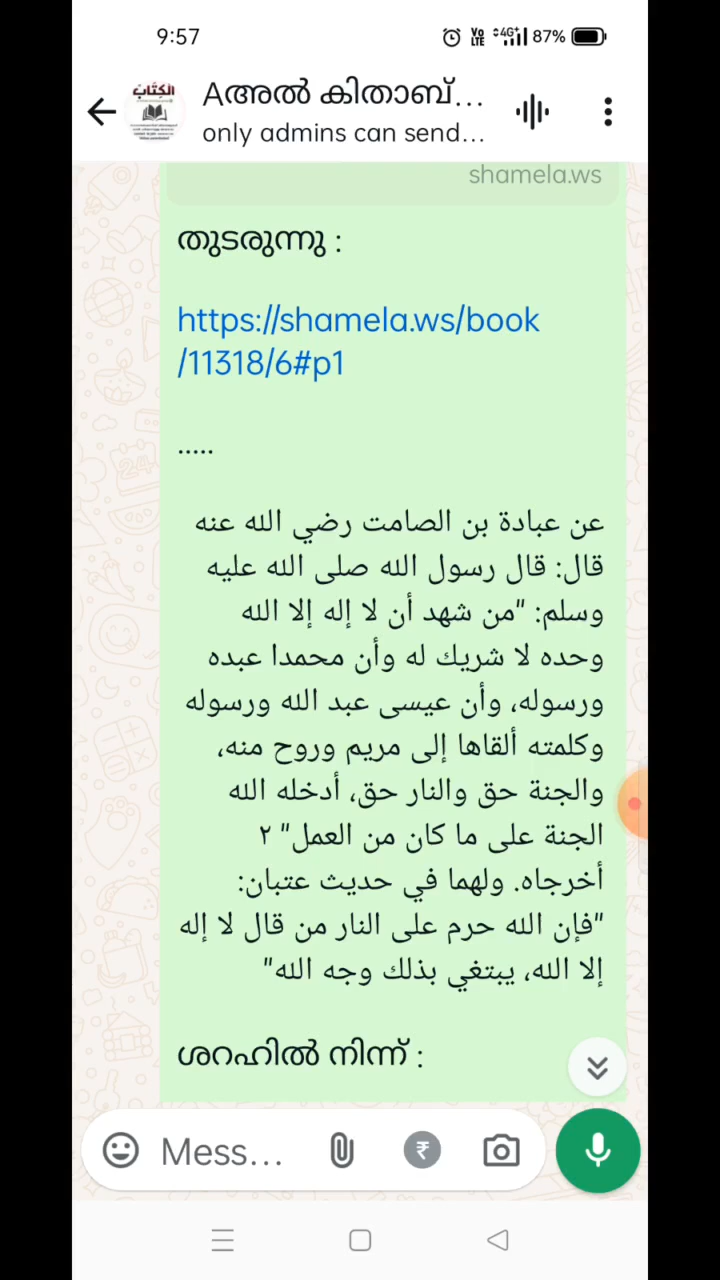 9:57
Vo LTE 4G+ 87%
الكتاب
Aഅൽ കിതാബ്...
only admins can send...
shamela.ws
തുടരുന്നു :
https://shamela.ws/book
/11318/6#p1
.....
عن عبادة بن الصامت رضي الله عنه
قال: قال رسول الله صلى الله عليه
وسلم: "من شهد أن لا إله إلا الله
وحده لا شريك له وأن محمدا عبده
ورسوله، وأن عيسى عبد الله ورسوله
وكلمته ألقاها إلى مريم وروح منه،
والجنة حق والنار حق، أدخله الله
الجنة على ما كان من العمل" ٢
أخرجاه. ولهما في حديث عتبان:
"فإن الله حرم على النار من قال لا إله
إلا الله، يبتغي بذلك وجه الله"
ശറഹിൽ നിന്ന് :
Mess...
₹